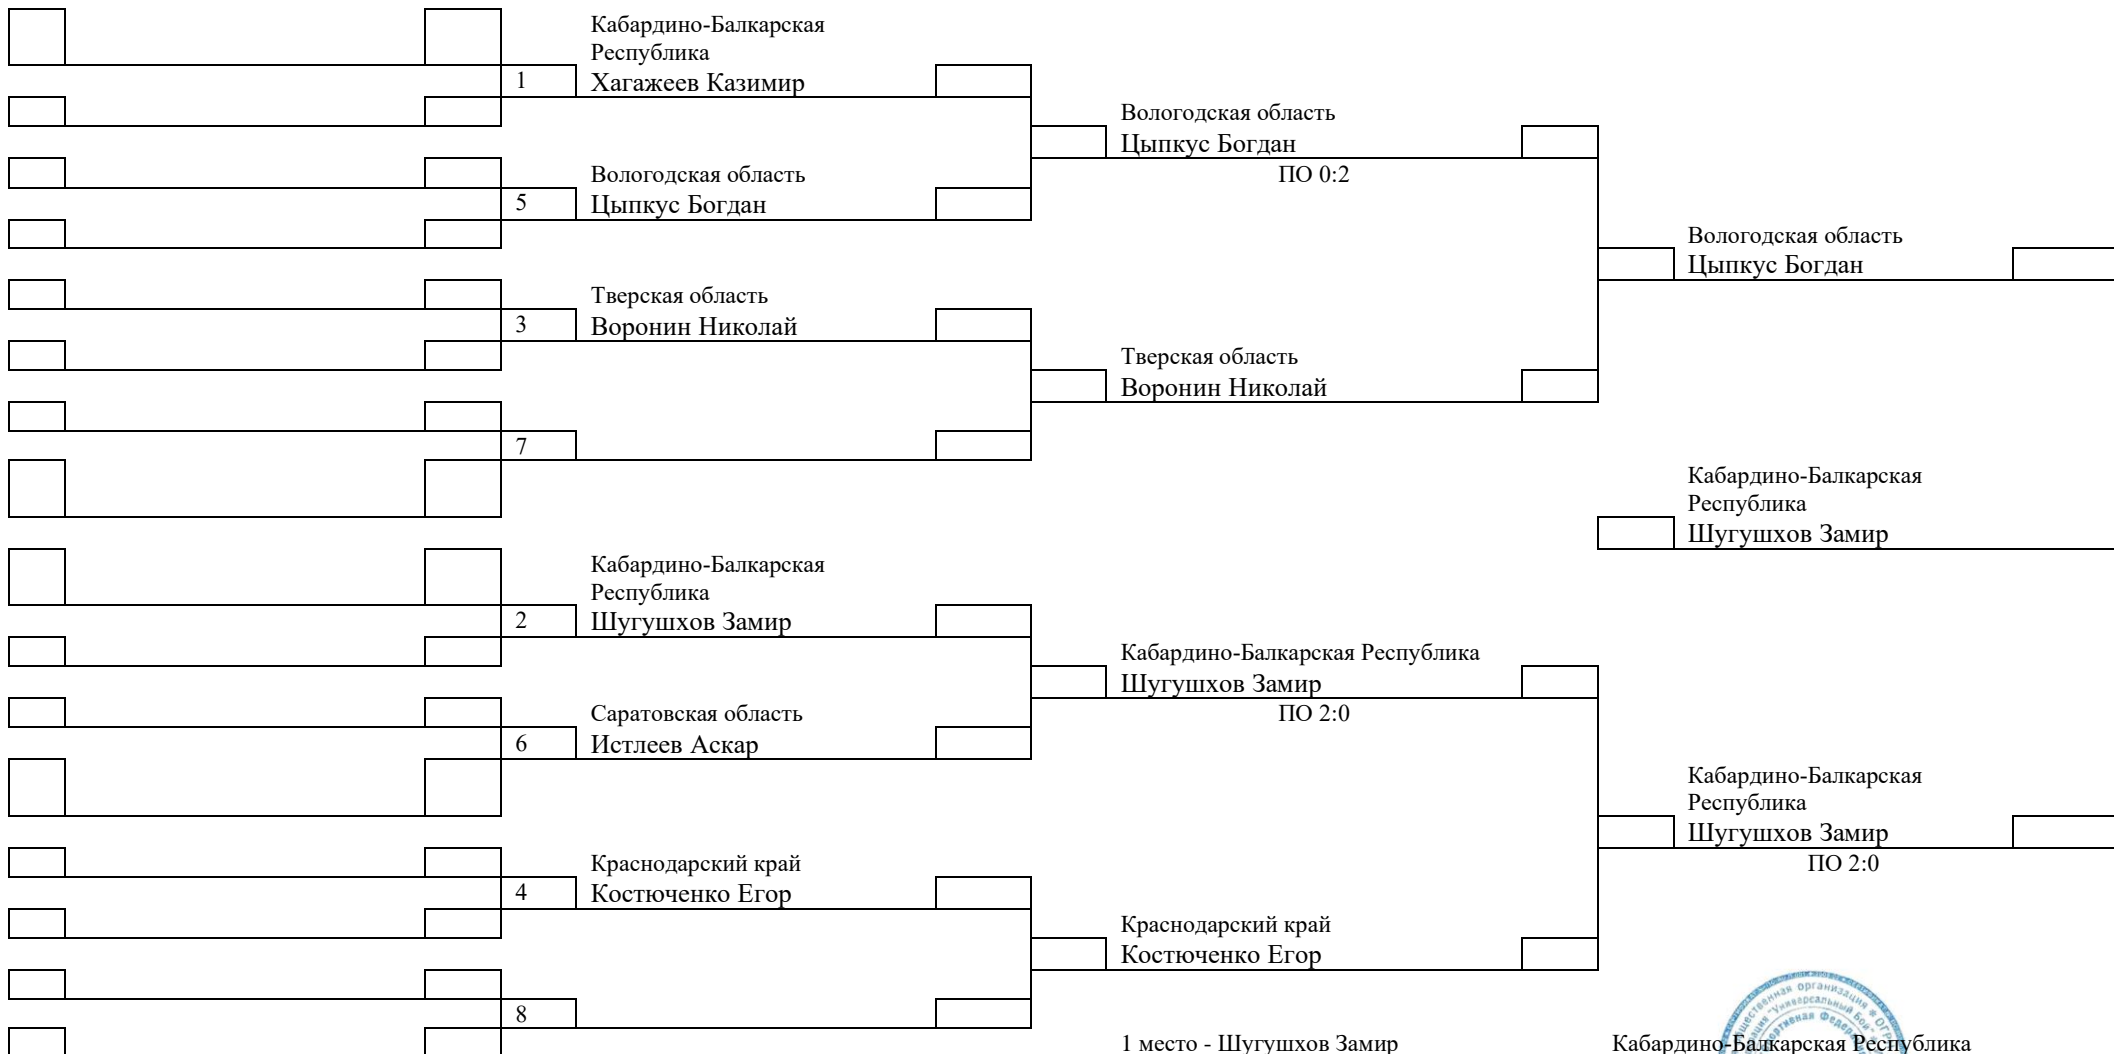 Кабардино-Балкарская
Республика
1 Хагажеев Казимир
Вологодская область
Цыпкус Богдан
ПО 0:2
Вологодская область
5 Цыпкус Богдан
Вологодская область
Цыпкус Богдан
Тверская область
3 Воронин Николай
Тверская область
Воронин Николай
7
Кабардино-Балкарская
Республика
Шугушхов Замир
Кабардино-Балкарская
Республика
2 Шугушхов Замир
Кабардино-Балкарская Республика
Шугушхов Замир
ПО 2:0
Саратовская область
6 Истлеев Аскар
Кабардино-Балкарская
Республика
Шугушхов Замир
ПО 2:0
Краснодарский край
4 Костюченко Егор
Краснодарский край
Костюченко Егор
8
1 место - Шугушхов Замир Кабардино-Балкарская Республика